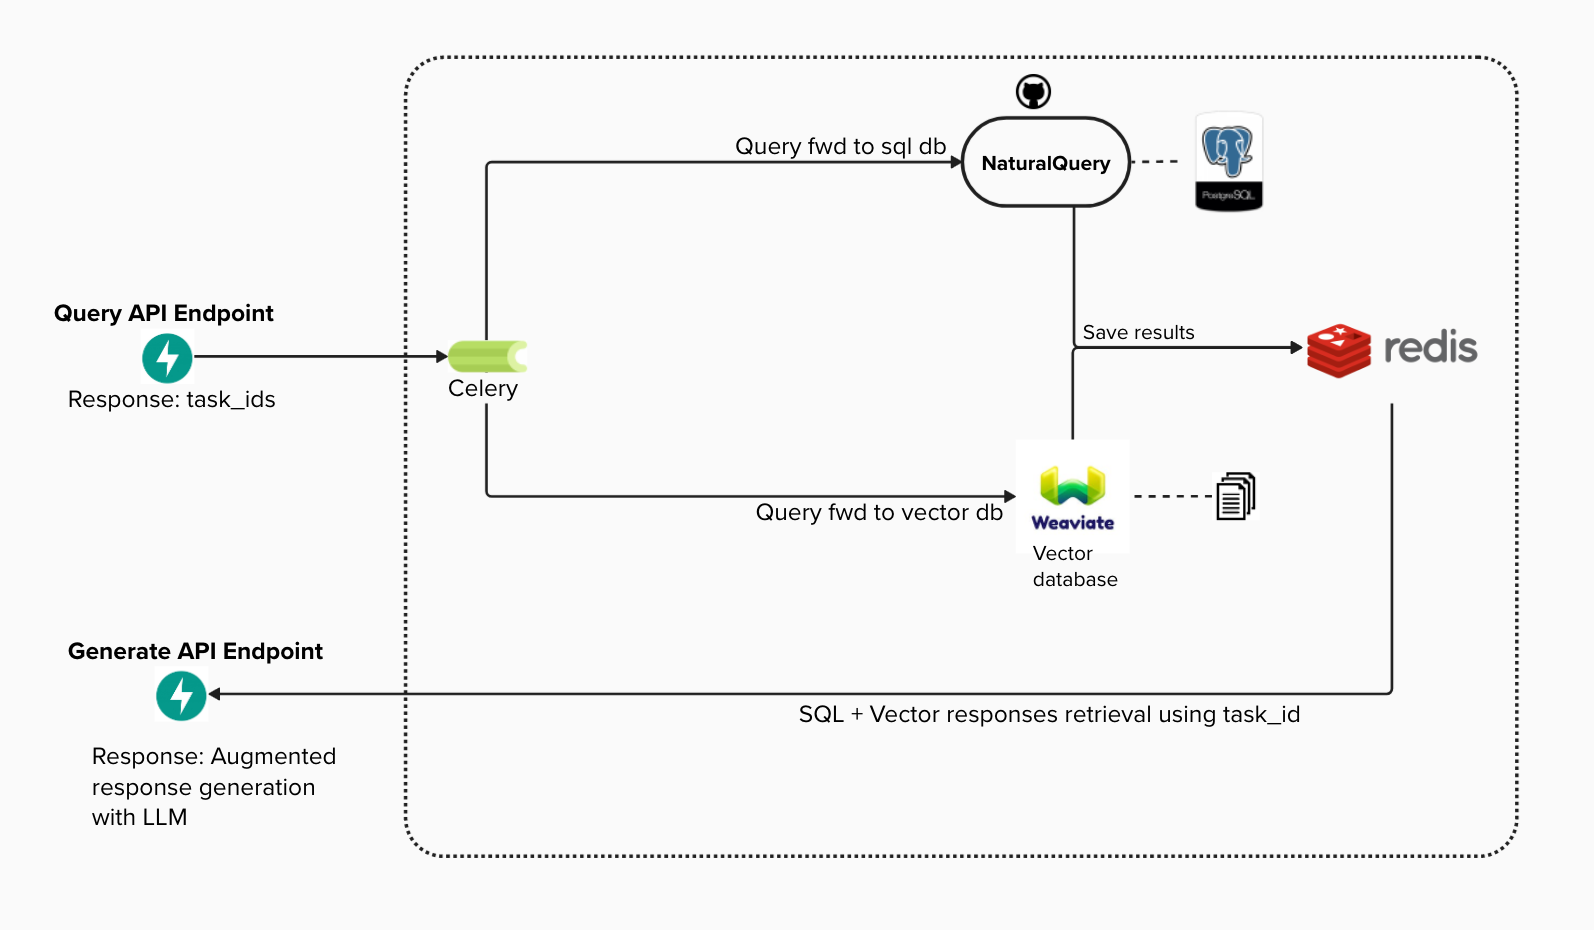 Query fwd to sql db
NaturalQuery
PostgreSQL
Query API Endpoint
Response: task_ids
Celery
Save results
redis
Query fwd to vector db
Weaviate
Vector
database
Generate API Endpoint
SQL + Vector responses retrieval using task_id
Response: Augmented
response generation
with LLM